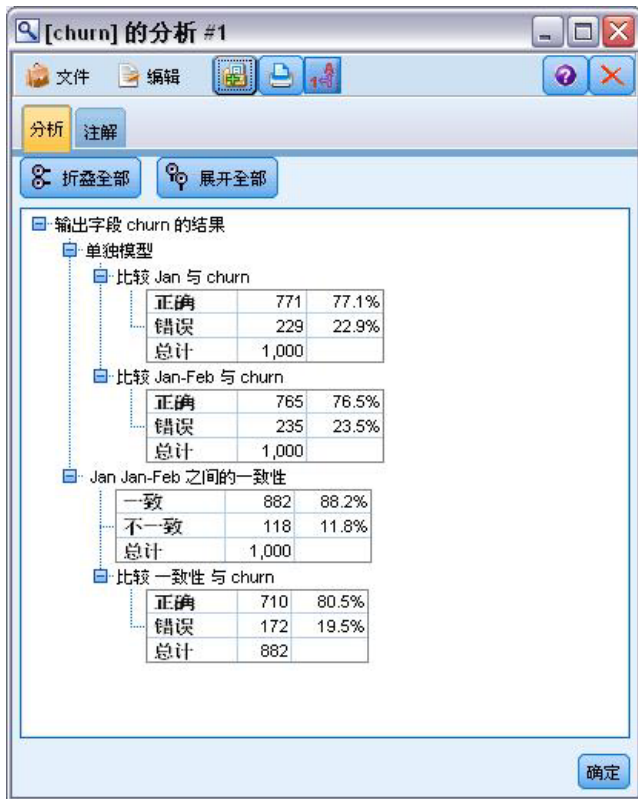 [churn] 的分析 #1
文件 编辑
分析 注解
折叠全部 展开全部
输出字段 churn 的结果
单独模型
比较 Jan 与 churn
正确 771 77.1%
错误 229 22.9%
总计 1,000
比较 Jan-Feb 与 churn
正确 765 76.5%
错误 235 23.5%
总计 1,000
Jan Jan-Feb 之间的一致性
一致 882 88.2%
不一致 118 11.8%
总计 1,000
比较 一致性 与 churn
正确 710 80.5%
错误 172 19.5%
总计 882
确定